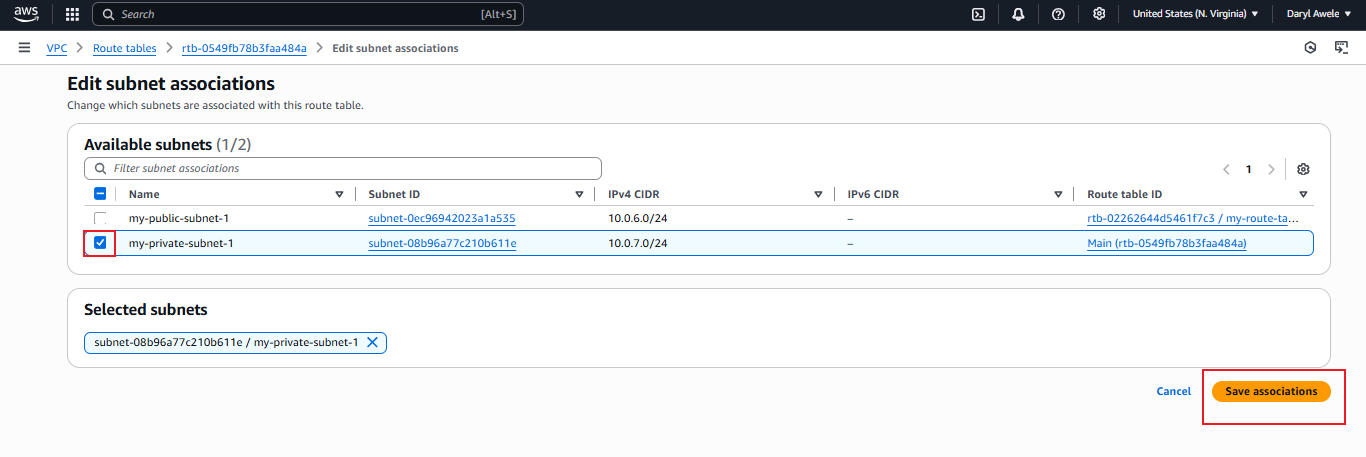 aws Search [Alt+S] United States (N. Virginia) Daryl Awele
VPC Route tables rtb-0549fb78b3faa484a Edit subnet associations
Edit subnet associations
Change which subnets are associated with this route table.
Available subnets (1/2)
Filter subnet associations
1
Name Subnet ID IPv4 CIDR IPv6 CIDR Route table ID
my-public-subnet-1 subnet-0ec96942023a1a535 10.0.6.0/24 – rtb-02262644d5461f7c3 / my-route-ta...
my-private-subnet-1 subnet-08b96a77c210b611e 10.0.7.0/24 – Main (rtb-0549fb78b3faa484a)
Selected subnets
subnet-08b96a77c210b611e / my-private-subnet-1
Cancel Save associations